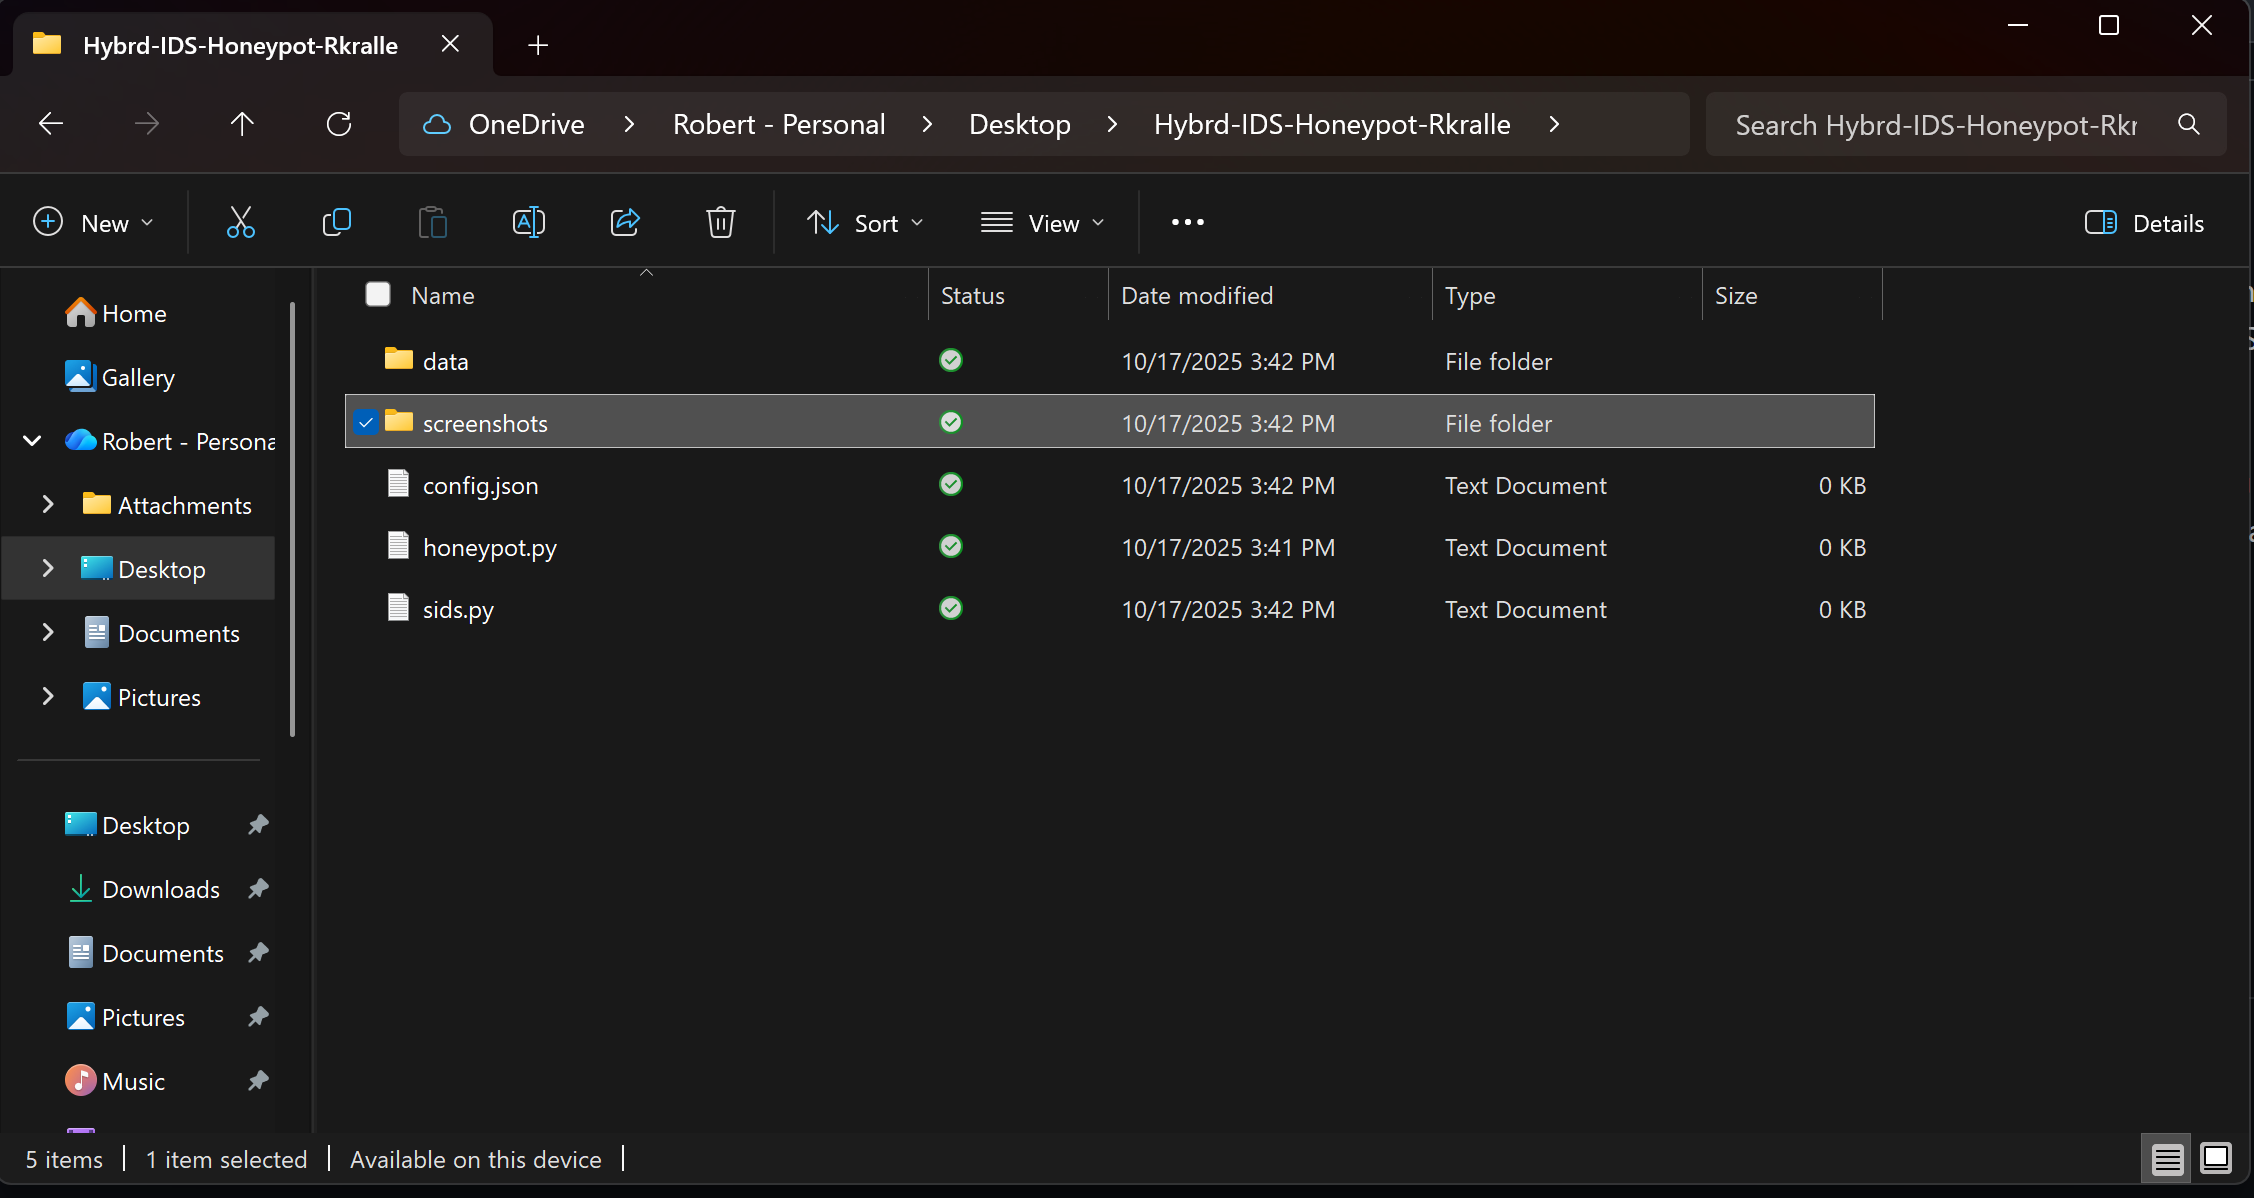 Hybrd-IDS-Honeypot-Rkralle
OneDrive > Robert - Personal > Desktop > Hybrd-IDS-Honeypot-Rkralle >
Search Hybrd-IDS-Honeypot-Rkr
New
Sort
View
Details
Name Status Date modified Type Size
data 10/17/2025 3:42 PM File folder
screenshots 10/17/2025 3:42 PM File folder
config.json 10/17/2025 3:42 PM Text Document 0 KB
honeypot.py 10/17/2025 3:41 PM Text Document 0 KB
sids.py 10/17/2025 3:42 PM Text Document 0 KB
Home
Gallery
Robert - Persona
Attachments
Desktop
Documents
Pictures
Desktop
Downloads
Documents
Pictures
Music
5 items
1 item selected
Available on this device